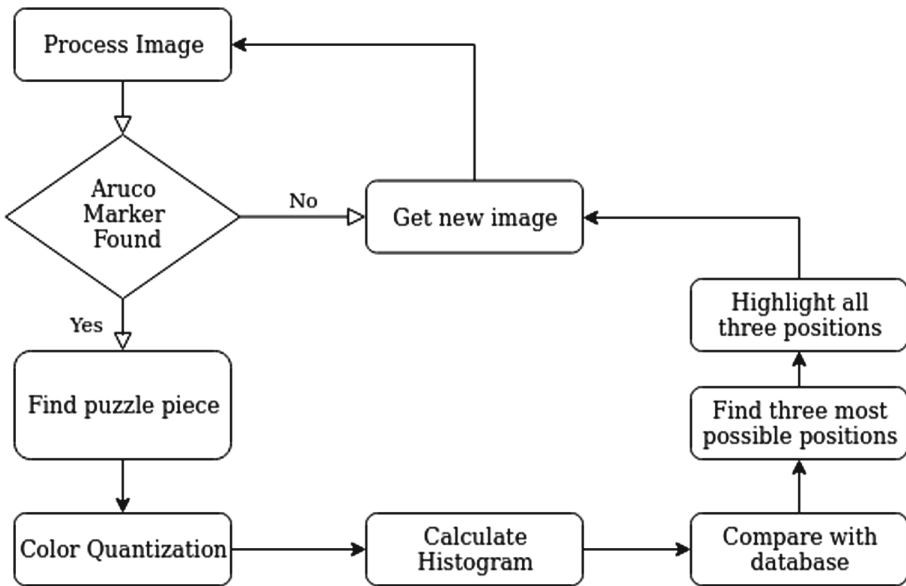 Process Image
Aruco
Marker
Found
No
Get new image
Yes
Find puzzle piece
Color Quantization
Calculate
Histogram
Compare with
database
Find three most
possible positions
Highlight all
three positions